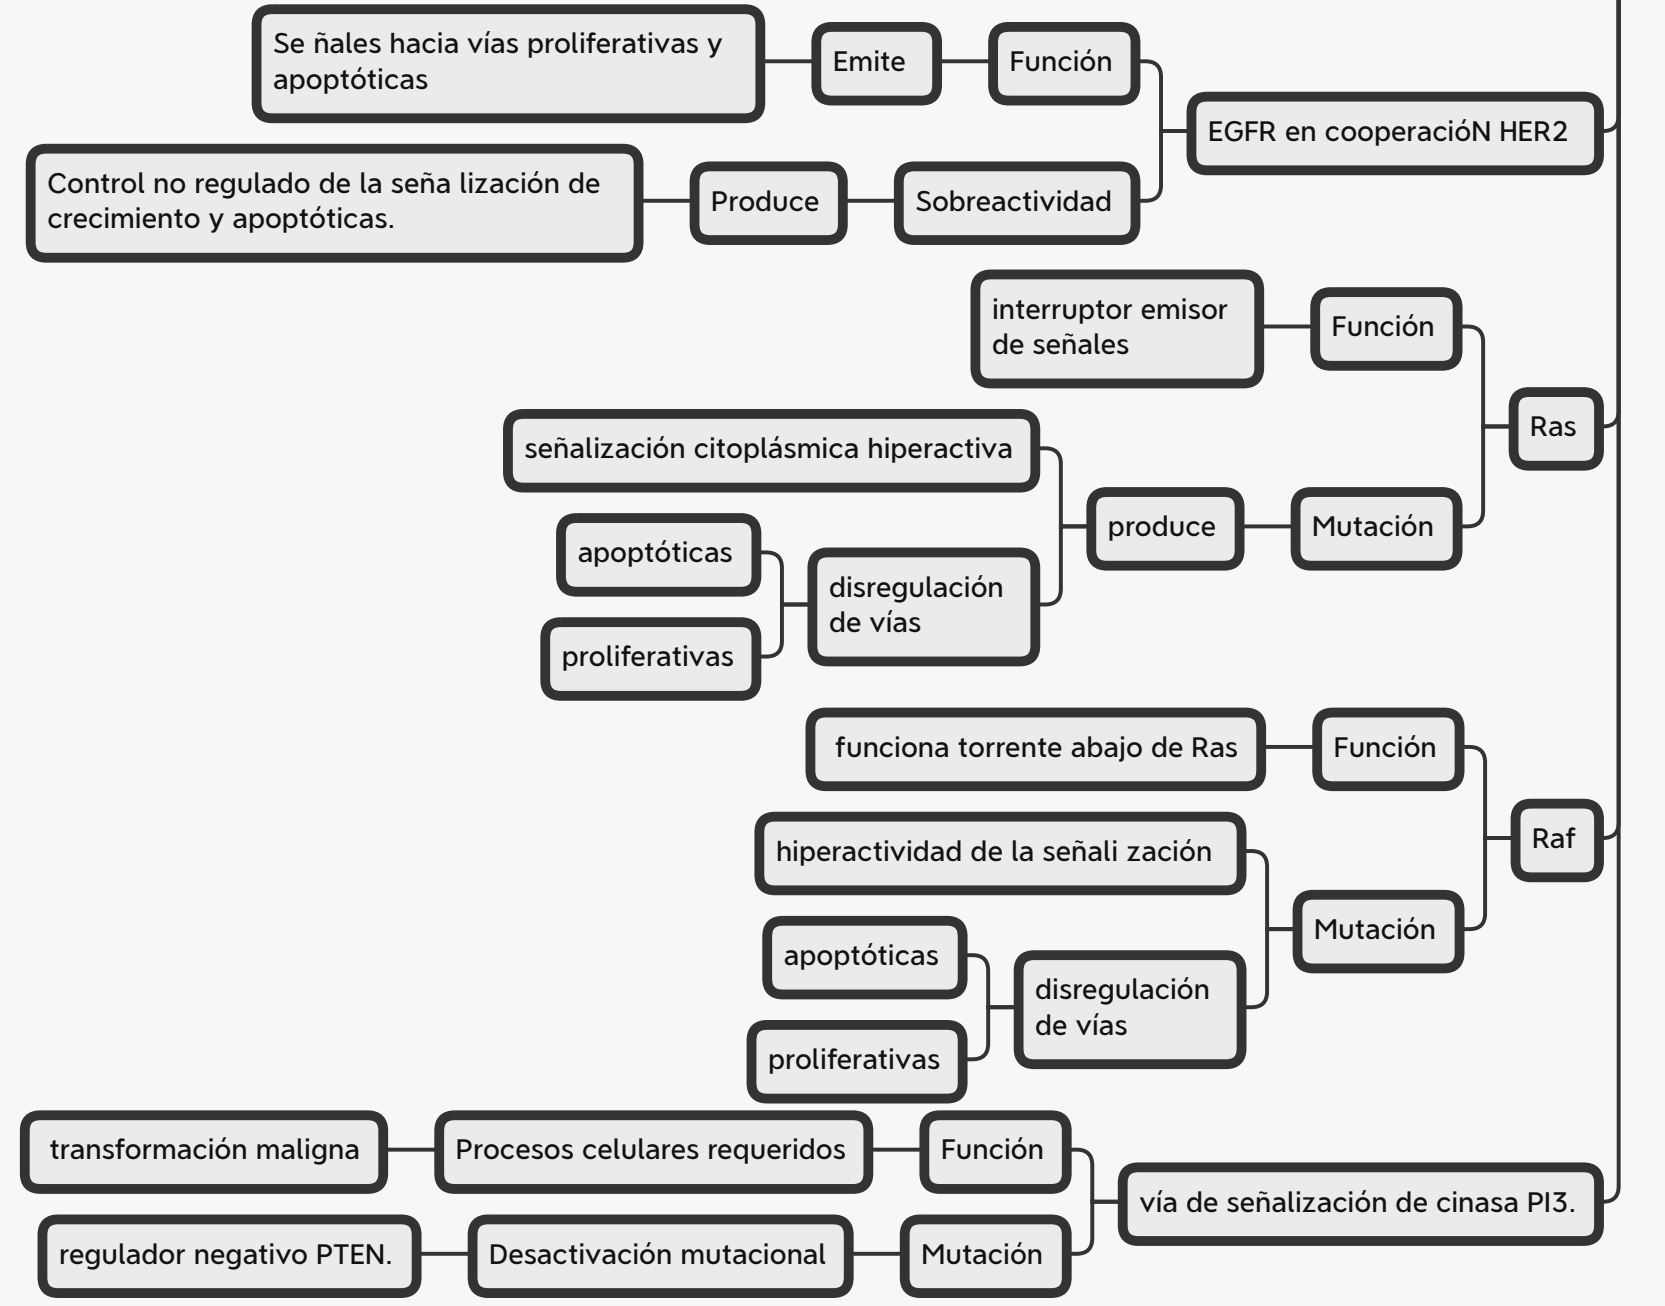 Se ñales hacia vías proliferativas y
apoptóticas
Emite
Función
EGFR en cooperacióN HER2
Control no regulado de la seña lización de
crecimiento y apoptóticas.
Produce
Sobreactividad
interruptor emisor
de señales
Función
Ras
señalización citoplásmica hiperactiva
produce
Mutación
apoptóticas
disregulación
de vías
proliferativas
funciona torrente abajo de Ras
Función
Raf
hiperactividad de la señali zación
Mutación
apoptóticas
disregulación
de vías
proliferativas
transformación maligna
Procesos celulares requeridos
Función
vía de señalización de cinasa PI3.
regulador negativo PTEN.
Desactivación mutacional
Mutación